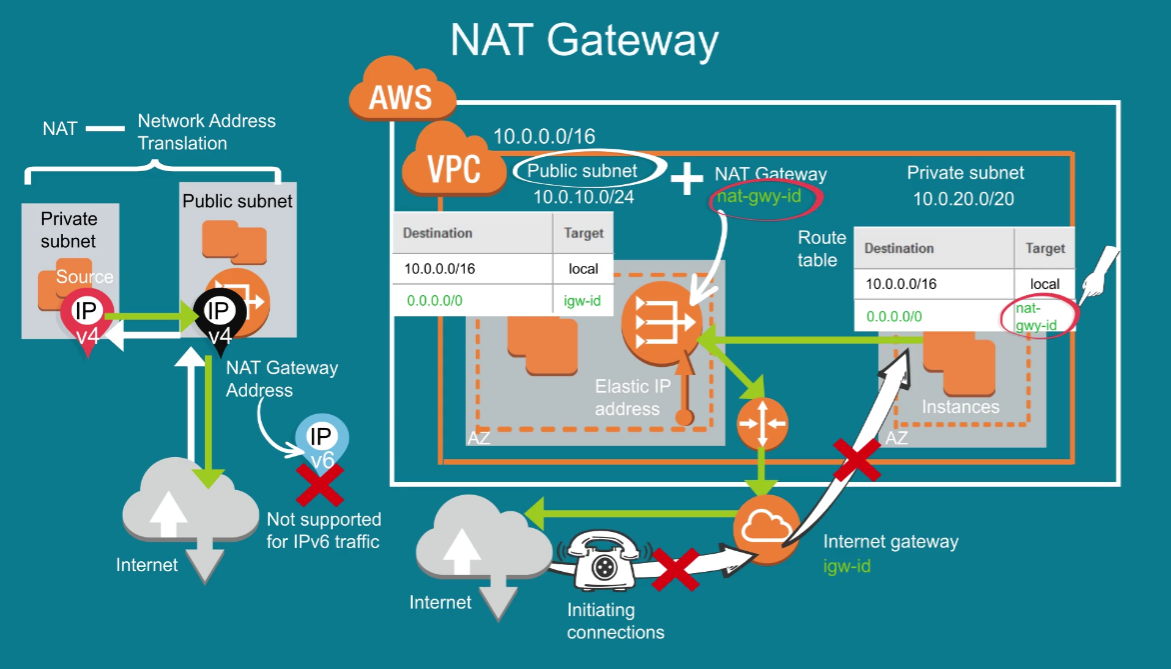 NAT Gateway
NAT
Network Address
Translation
Private
subnet
Source
IP
v4
Public subnet
IP
v4
NAT Gateway
Address
IP
v6
Not supported
for IPv6 traffic
Internet
AWS
VPC
10.0.0.0/16
Public subnet
10.0.10.0/24
+
NAT Gateway
nat-gwy-id
Private subnet
10.0.20.0/20
Destination Target
10.0.0.0/16 local
0.0.0.0/0 igw-id
Route
table
Destination Target
10.0.0.0/16 local
0.0.0.0/0 nat-
gwy-id
Elastic IP
address
AZ
Instances
AZ
Internet
Initiating
connections
Internet gateway
igw-id